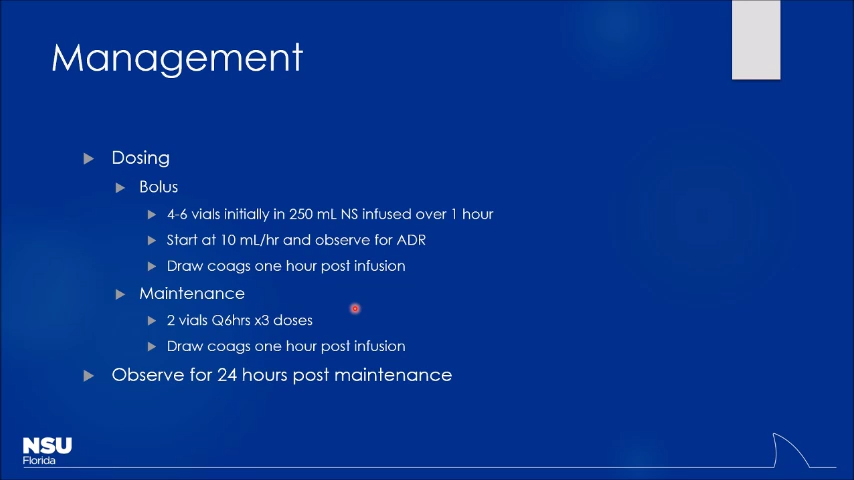 Management
Dosing
Bolus
4-6 vials initially in 250 mL NS infused over 1 hour
Start at 10 mL/hr and observe for ADR
Draw coags one hour post infusion
Maintenance
2 vials Q6hrs x3 doses
Draw coags one hour post infusion
Observe for 24 hours post maintenance
NSU
Florida